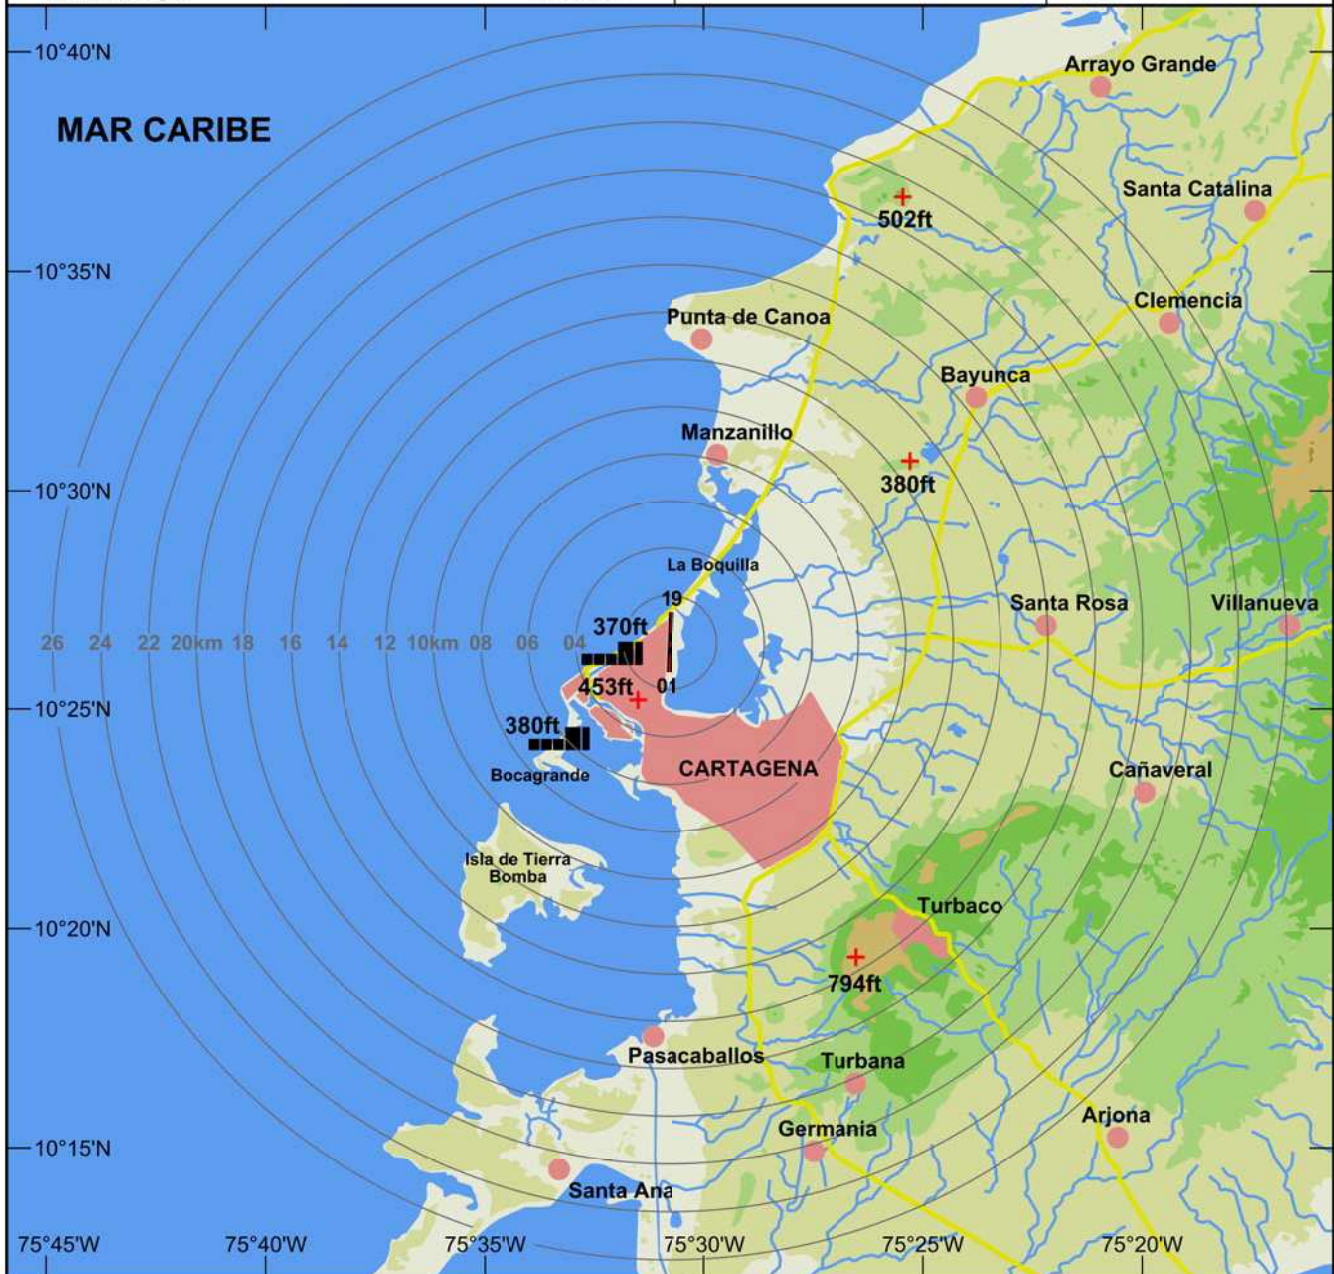 10°40'N
Arrayo Grande
MAR CARIBE
Santa Catalina
502ft
10°35'N
Clemencia
Punta de Canoa
Bayunca
Manzanillo
380ft
10°30'N
La Boquilla
19
Santa Rosa
Villanueva
370ft
26 24 22 20km 18 16 14 12 10km 08 06 04
453ft
01
10°25'N
380ft
CARTAGENA
Cañaveral
Bocagrande
Isla de Tierra
Bomba
Turbaco
10°20'N
794ft
Pasacaballos
Turbana
Arjona
Germania
10°15'N
Santa Ana
75°45'W 75°40'W 75°35'W 75°30'W 75°25'W 75°20'W